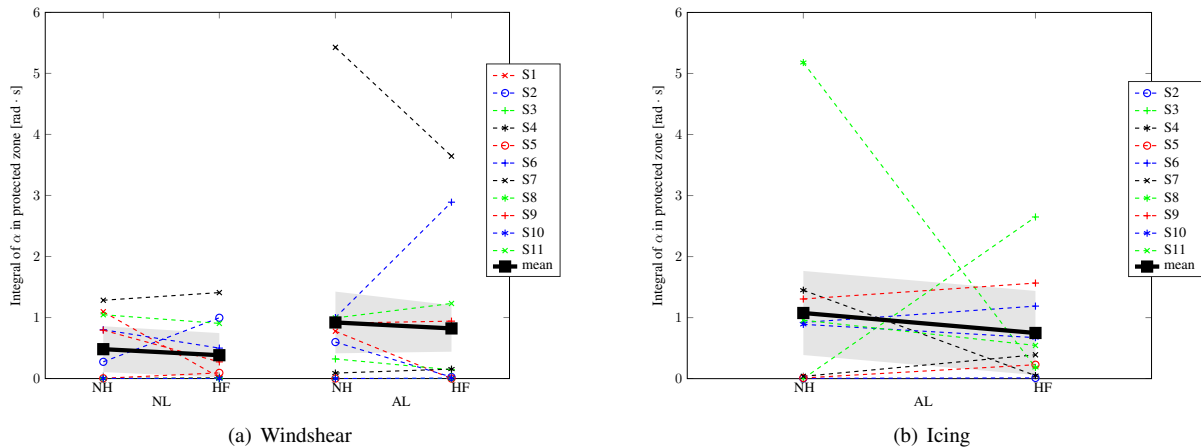 6
5
4
3
2
1
0
Integral of α in protected zone [rad · s]
NH HF NH HF
NL AL
S1
S2
S3
S4
S5
S6
S7
S8
S9
S10
S11
mean
(a) Windshear
6
5
4
3
2
1
0
Integral of α in protected zone [rad · s]
NH HF
AL
S2
S3
S4
S5
S6
S7
S8
S9
S10
S11
mean
(b) Icing